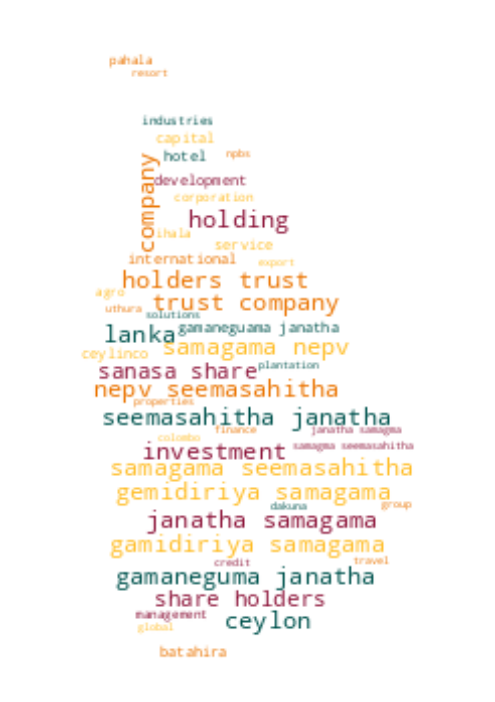 pahala
resort
industries
capital
hotel npbs
company
development
corporation
holding
ihala
service
international export
holders trust
agro
trust company
uthura solutions
lanka gamaneguama janatha
ceylinco samagama nepv
sanasa share plantation
nepv seemasahitha
properties
seemasahitha janatha
finance janatha samagma
colombo
investment samagma seemasahitha
samagama seemasahitha
gemidiriya samagama
dakuna group
janatha samagama
gamidiriya samagama
credit travel
gamaneguma janatha
share holders
management ceylon
global
batahira